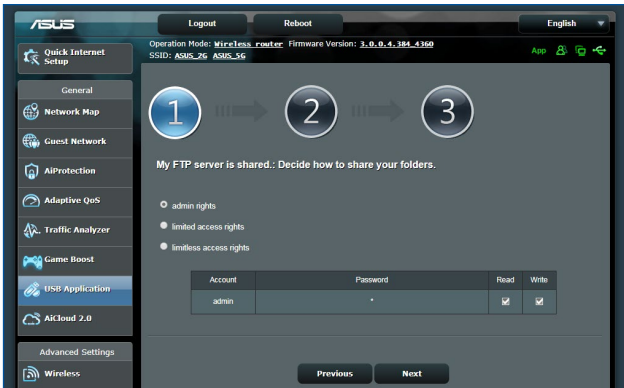 ASUS
Logout
Reboot
English
Operation Mode: Wireless router Firmware Version: 3.0.0.4.384_4360
SSID: ASUS_2G ASUS_5G
App
Quick Internet
Setup
General
Network Map
Guest Network
AiProtection
Adaptive QoS
Traffic Analyzer
Game Boost
USB Application
AiCloud 2.0
Advanced Settings
Wireless
1 2 3
My FTP server is shared.: Decide how to share your folders.
admin rights
limited access rights
limitless access rights
Account Password Read Write
admin *
Previous Next